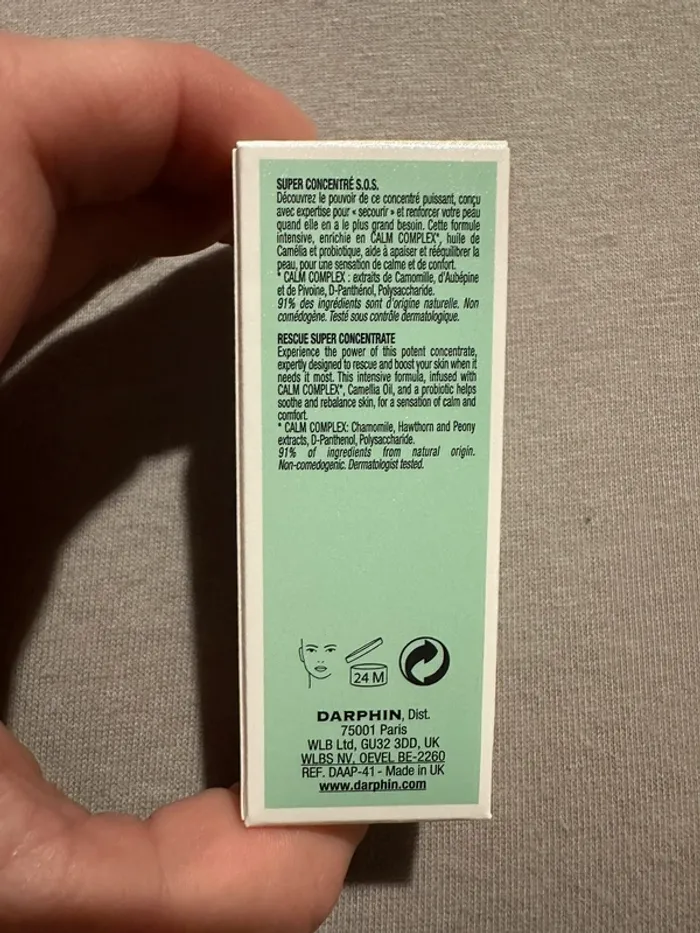 SUPER CONCENTRÉ S.O.S.
Découvrez le pouvoir de ce concentré puissant, conçu
avec expertise pour « secourir » et renforcer votre peau
quand elle en a le plus grand besoin. Cette formule
intensive, enrichie en CALM COMPLEX*, huile de
Camélia et probiotique, aide à apaiser et rééquilibrer la
peau, pour une sensation de calme et de confort.
* CALM COMPLEX : extraits de Camomille, d'Aubépine
et de Pivoine, D-Panthénol, Polysaccharide.
91% des ingrédients sont d'origine naturelle. Non
comédogène. Testé sous contrôle dermatologique.
RESCUE SUPER CONCENTRATE
Experience the power of this potent concentrate,
expertly designed to rescue and boost your skin when it
needs it most. This intensive formula, infused with
CALM COMPLEX*, Camellia Oil, and a probiotic helps
soothe and rebalance skin, for a sensation of calm and
comfort.
* CALM COMPLEX: Chamomile, Hawthorn and Peony
extracts, D-Panthenol, Polysaccharide.
91% of ingredients from natural origin.
Non-comedogenic. Dermatologist tested.
24 M
DARPHIN, Dist.
75001 Paris
WLB Ltd, GU32 3DD, UK
WLBS NV, OEVEL BE-2260
REF. DAAP-41 - Made in UK
www.darphin.com